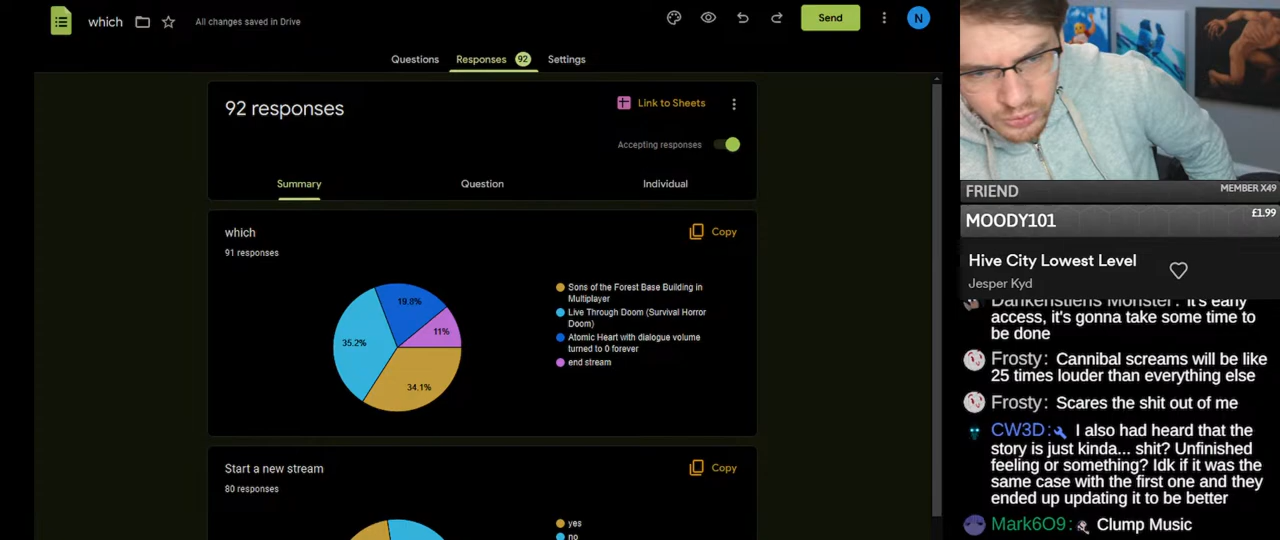 which
All changes saved in Drive
Send
N
Questions
Responses 92
Settings
92 responses
Link to Sheets
Accepting responses
Summary
Question
Individual
which
Copy
91 responses
19.8%
11%
35.2%
34.1%
Sons of the Forest Base Building in
Multiplayer
Live Through Doom (Survival Horror
Doom)
Atomic Heart with dialogue volume
turned to 0 forever
end stream
Start a new stream
Copy
80 responses
yes
no
FRIEND
MEMBER X49
MOODY101
£1.99
Hive City Lowest Level
Jesper Kyd
Dankenstiens Monster: It's early
access, it's gonna take some time to
be done
Frosty: Cannibal screams will be like
25 times louder than everything else
Frosty: Scares the shit out of me
CW3D: I also had heard that the
story is just kinda... shit? Unfinished
feeling or something? Idk if it was the
same case with the first one and they
ended up updating it to be better
Mark6O9: Clump Music